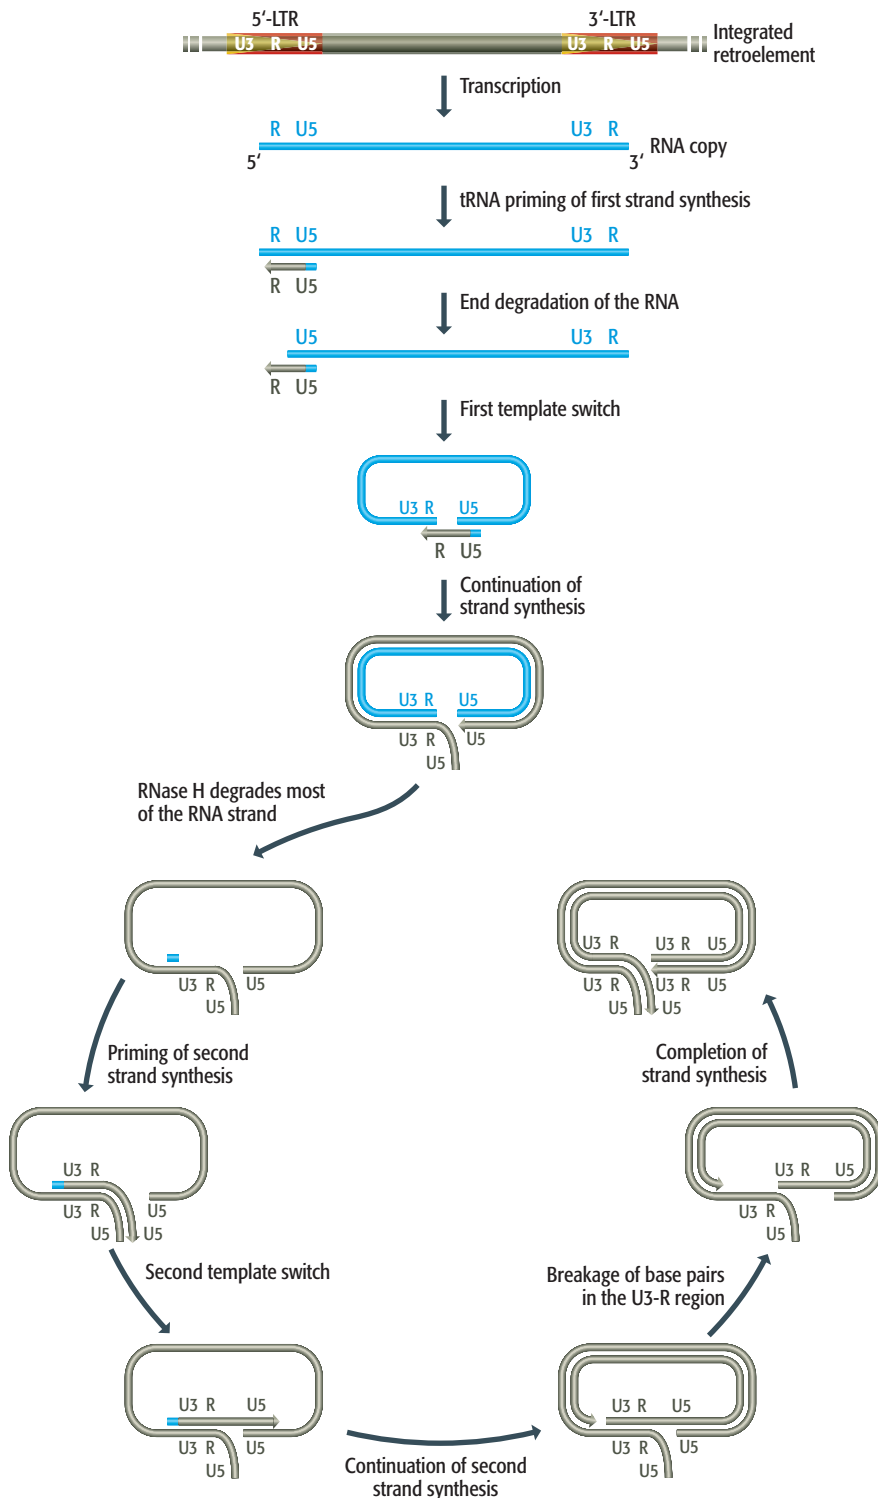 5′-LTR 3′-LTR
U3 R U5 U3 R U5
Integrated
retroelement
Transcription
R U5 U3 R
5′ 3′ RNA copy
tRNA priming of first strand synthesis
R U5 U3 R
R U5
End degradation of the RNA
U5 U3 R
R U5
First template switch
U3 R U5
R U5
Continuation of
strand synthesis
U3 R U5
U3 R U5
U5
RNase H degrades most
of the RNA strand
U3 R U5
U5
Priming of second
strand synthesis
U3 R
U3 R U5
U5 U5
Second template switch
U3 R U5
U3 R U5
U5
Continuation of second
strand synthesis
U3 R U5
U3 R U5
U5
Breakage of base pairs
in the U3-R region
U3 R U5
U3 R
U5
Completion of
strand synthesis
U3 R U3 R U5
U3 R U3 R U5
U5 U5